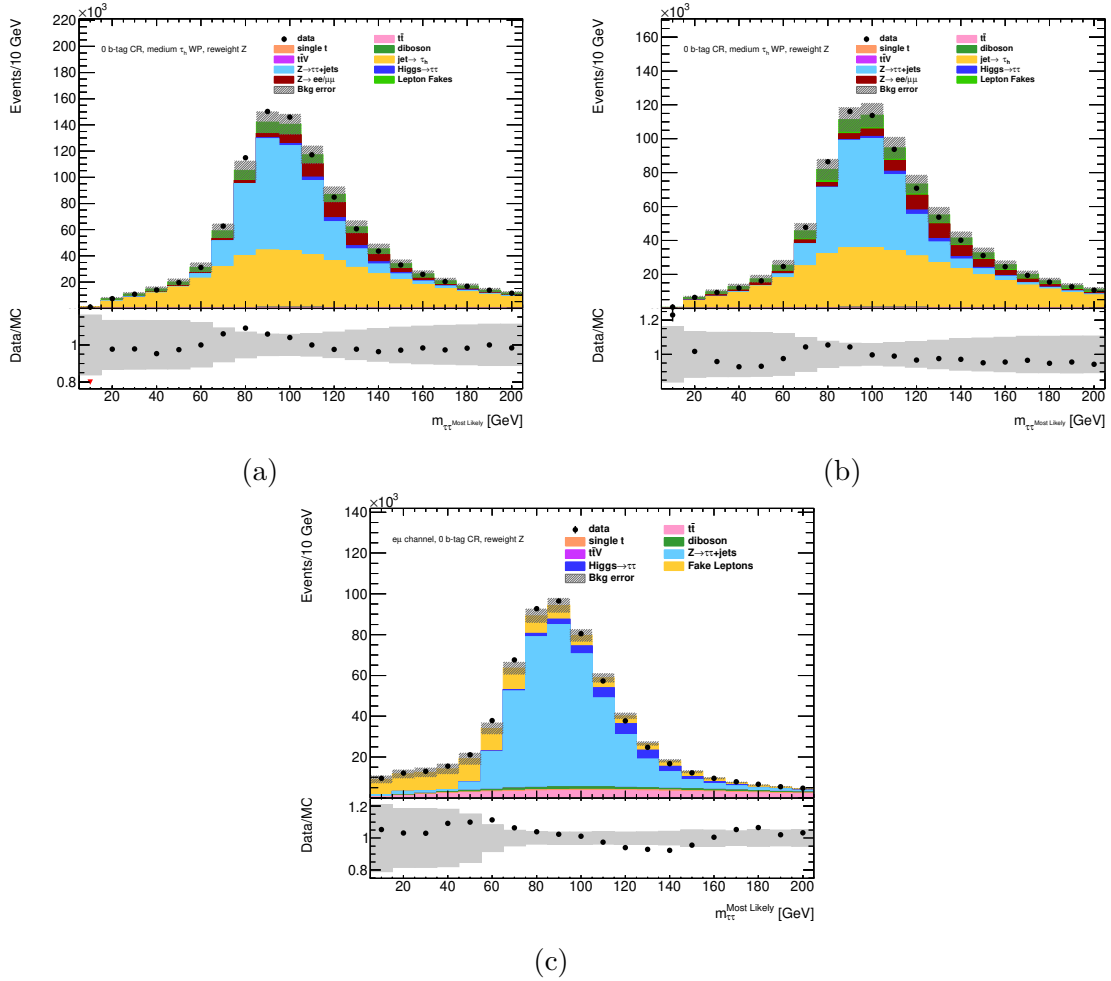 ×10³
Events/10 GeV
220
200
180
160
140
120
100
80
60
40
20
0 b-tag CR, medium τh WP, reweight Z
data
tt̄
single t
diboson
tt̄V
jet→ τh
Z→ττ+jets
Higgs→ττ
Z→ ee/μμ
Lepton Fakes
Bkg error
Data/MC
1
0.8
20 40 60 80 100 120 140 160 180 200
mττMost Likely [GeV]
(a)
×10³
Events/10 GeV
160
140
120
100
80
60
40
20
0 b-tag CR, medium τh WP, reweight Z
data
tt̄
single t
diboson
tt̄V
jet→ τh
Z→ττ+jets
Higgs→ττ
Z→ ee/μμ
Lepton Fakes
Bkg error
Data/MC
1.2
1
20 40 60 80 100 120 140 160 180 200
mττMost Likely [GeV]
(b)
×10³
Events/10 GeV
140
120
100
80
60
40
20
eμ channel, 0 b-tag CR, reweight Z
data
tt̄
single t
diboson
tt̄V
Z→ττ+jets
Higgs→ττ
Fake Leptons
Bkg error
Data/MC
1.2
1
0.8
20 40 60 80 100 120 140 160 180 200
mττMost Likely [GeV]
(c)